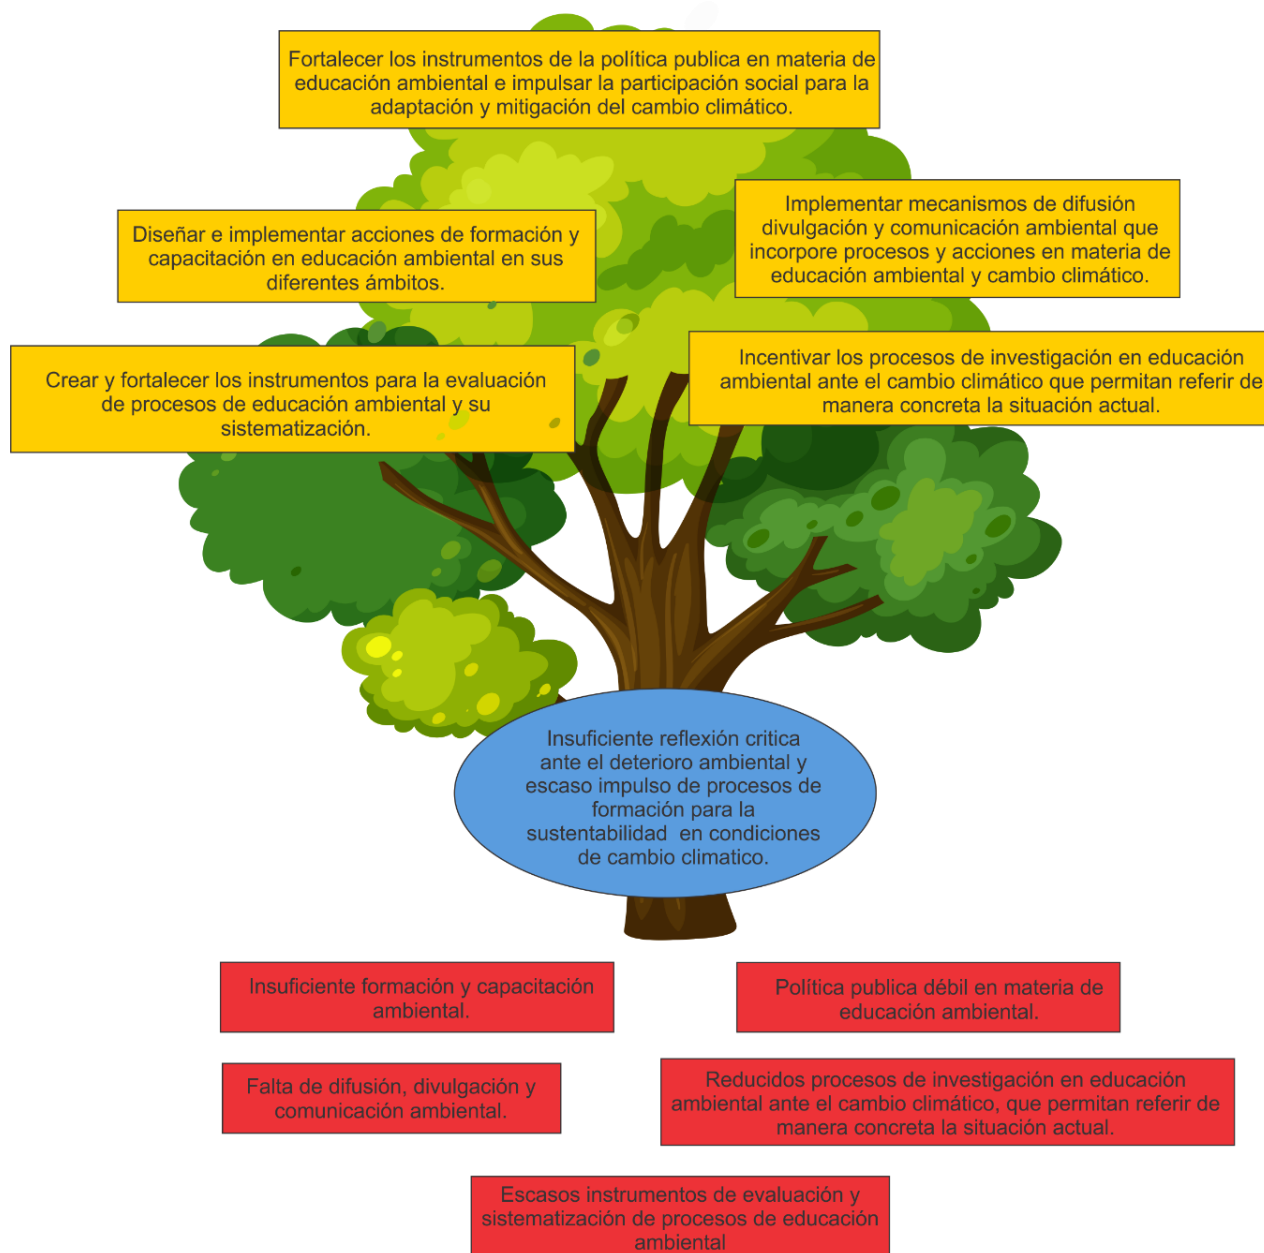 Fortalecer los instrumentos de la política publica en materia de
educación ambiental e impulsar la participación social para la
adaptación y mitigación del cambio climático.
Diseñar e implementar acciones de formación y
capacitación en educación ambiental en sus
diferentes ámbitos.
Implementar mecanismos de difusión
divulgación y comunicación ambiental que
incorpore procesos y acciones en materia de
educación ambiental y cambio climático.
Crear y fortalecer los instrumentos para la evaluación
de procesos de educación ambiental y su
sistematización.
Incentivar los procesos de investigación en educación
ambiental ante el cambio climático que permitan referir de
manera concreta la situación actual.
Insuficiente reflexión critica
ante el deterioro ambiental y
escaso impulso de procesos de
formación para la
sustentabilidad en condiciones
de cambio climatico.
Insuficiente formación y capacitación
ambiental.
Política publica débil en materia de
educación ambiental.
Falta de difusión, divulgación y
comunicación ambiental.
Reducidos procesos de investigación en educación
ambiental ante el cambio climático, que permitan referir de
manera concreta la situación actual.
Escasos instrumentos de evaluación y
sistematización de procesos de educación
ambiental